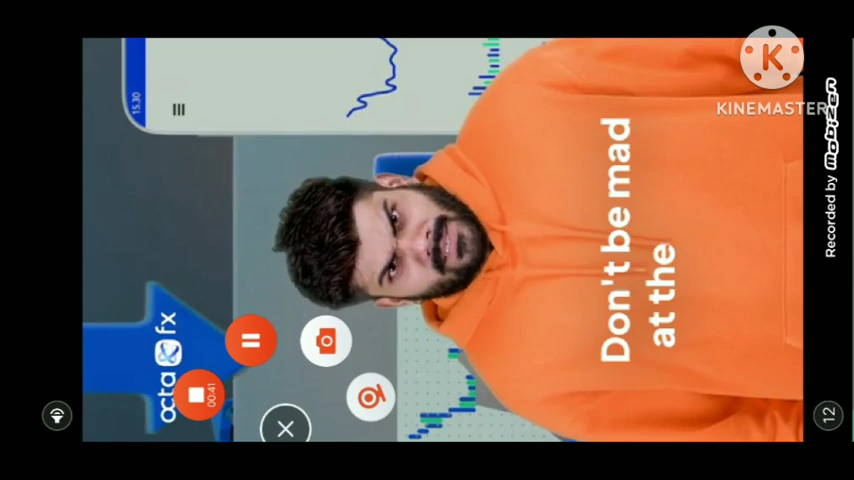 15.30
octa fx
00:41
Don't be mad
at the
KINEMASTER
Recorded by mobizen
12